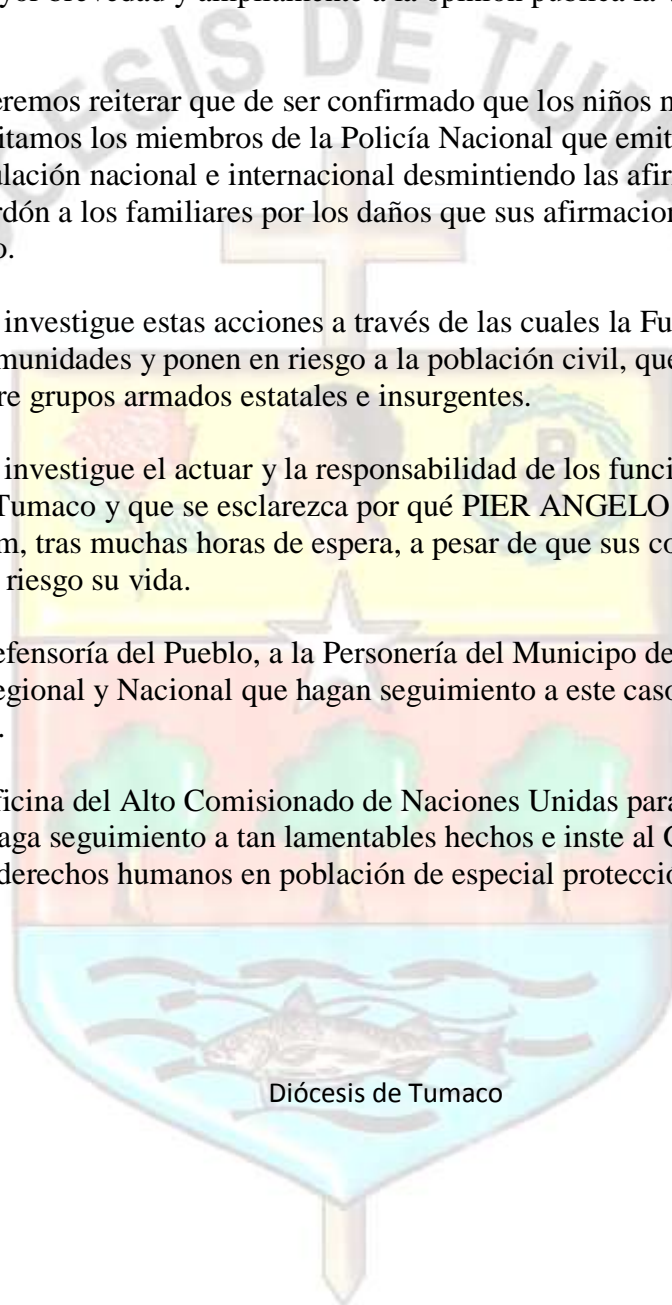 yor brevedad y ampliamente a la opinión pública la
CESIS DE TUMA
eremos reiterar que de ser confirmado que los niños
itamos los miembros de la Policía Nacional que emit
ulación nacional e internacional desmintiendo las afir
rdón a los familiares por los daños que sus afirmacion
o.
investigue estas acciones a través de las cuales la Fu
munidades y ponen en riesgo a la población civil, que
re grupos armados estatales e insurgentes.
investigue el actuar y la responsabilidad de los funci
Tumaco y que se esclarezca por qué PIER ANGELO
m, tras muchas horas de espera, a pesar de que sus co
riesgo su vida.
efensoría del Pueblo, a la Personería del Municipo de
egional y Nacional que hagan seguimiento a este caso
.
ficina del Alto Comisionado de Naciones Unidas para
aga seguimiento a tan lamentables hechos e inste al
derechos humanos en población de especial protecció
Diócesis de Tumaco